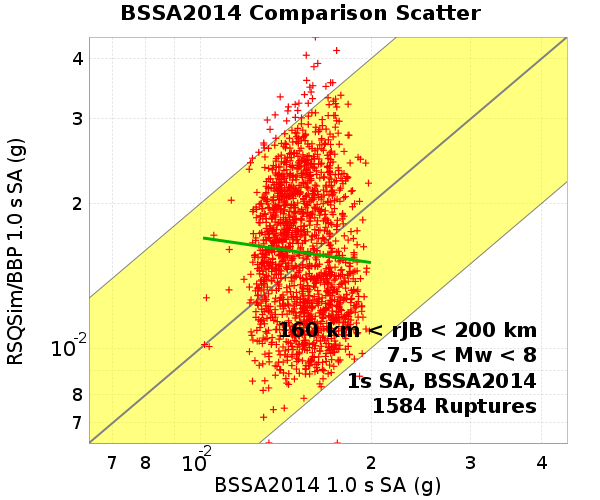 BSSA2014 Comparison Scatter
RSQSim/BBP 1.0 s SA (g)
4
3
2
10-2
8
7
160 km < rJB < 200 km
7.5 < Mw < 8
1s SA, BSSA2014
1584 Ruptures
7 8 10-2 2 3 4
BSSA2014 1.0 s SA (g)